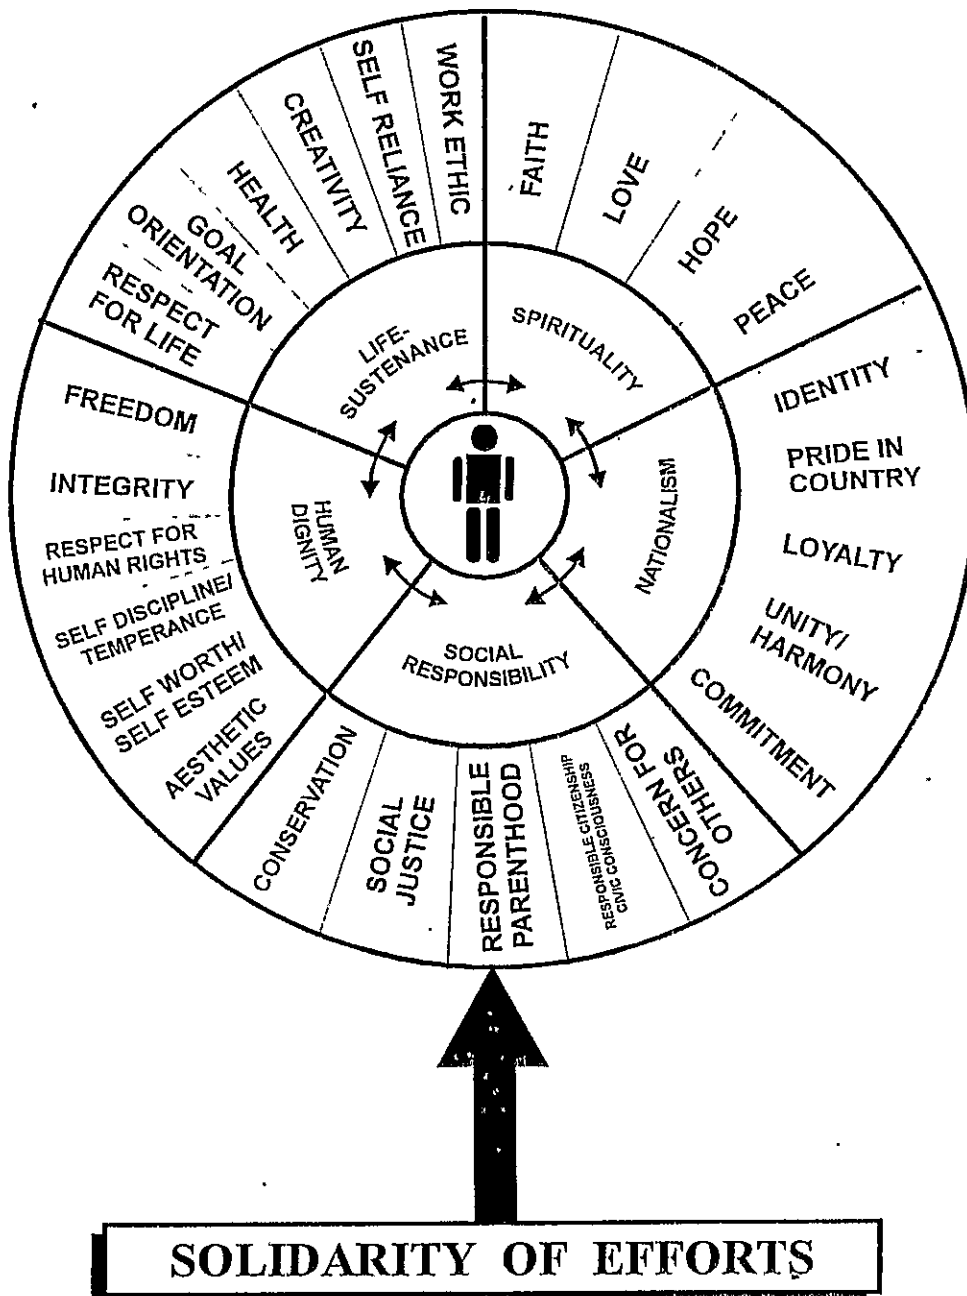 WORK ETHIC
SELF RELIANCE
CREATIVITY
HEALTH
GOAL
ORIENTATION
RESPECT
FOR LIFE
FAITH
LOVE
HOPE
PEACE
IDENTITY
PRIDE IN
COUNTRY
LOYALTY
UNITY/
HARMONY
COMMITMENT
CONCERN FOR
OTHERS
RESPONSIBLE CITIZENSHIP
CIVIC CONSCIOUSNESS
RESPONSIBLE
PARENTHOOD
SOCIAL
JUSTICE
CONSERVATION
AESTHETIC
VALUES
SELF WORTH/
SELF ESTEEM
SELF DISCIPLINE/
TEMPERANCE
RESPECT FOR
HUMAN RIGHTS
INTEGRITY
FREEDOM
LIFE-
SUSTENANCE
SPIRITUALITY
NATIONALISM
SOCIAL
RESPONSIBILITY
HUMAN
DIGNITY
SOLIDARITY OF EFFORTS